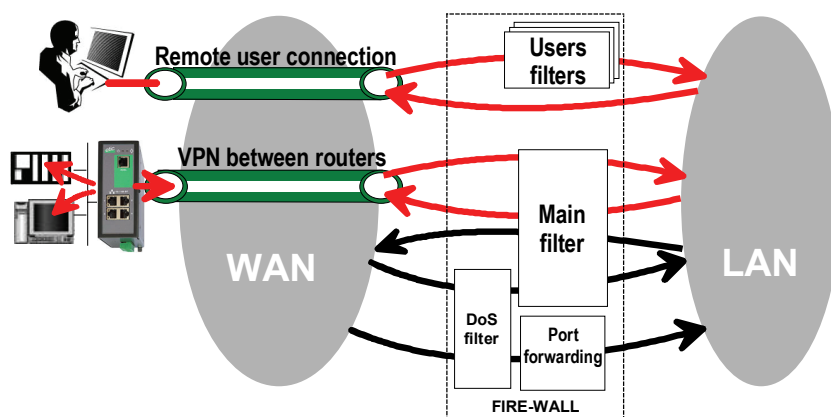 Remote user connection
Users
filters
VPN between routers
Main
filter
WAN
LAN
DoS
filter
Port
forwarding
FIRE-WALL